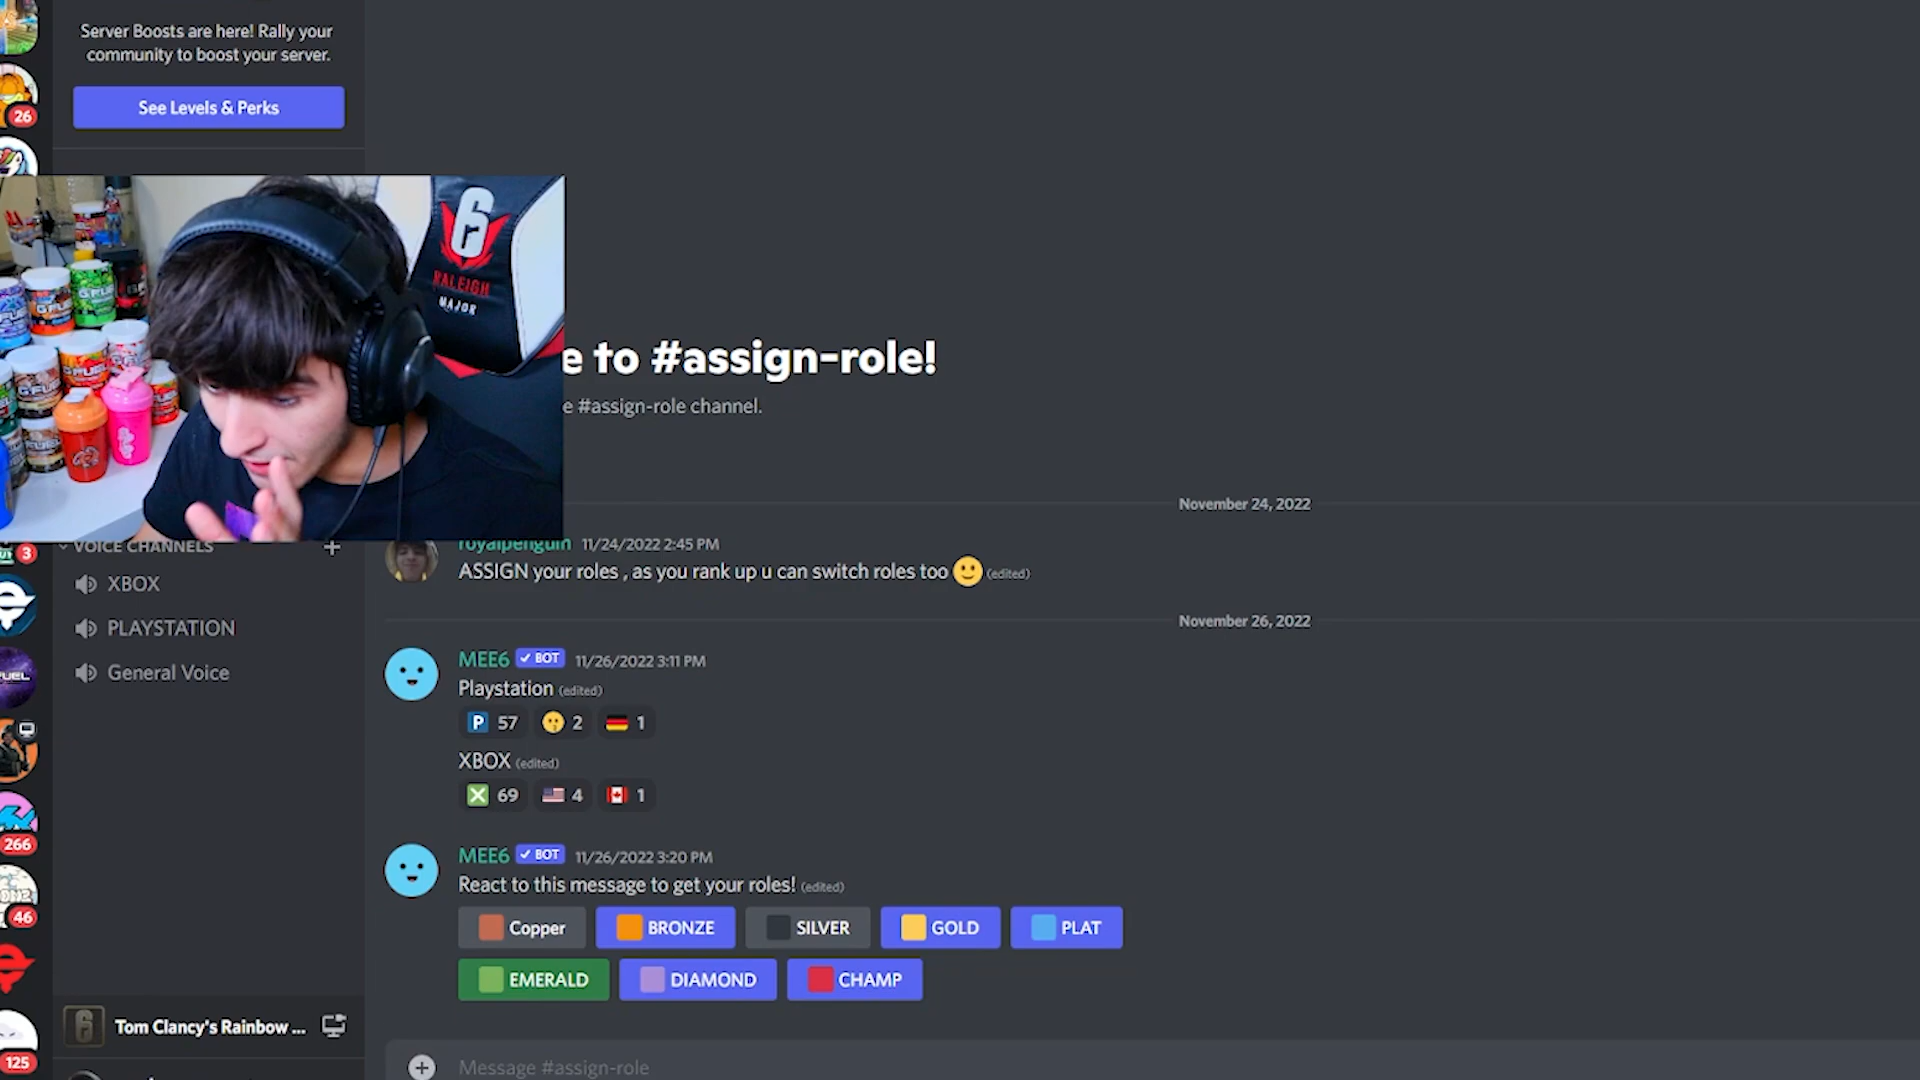 Server Boosts are here! Rally your
community to boost your server.
See Levels & Perks
26
6
RALEIGH
MAJOR
GFUEL
e to #assign-role!
e #assign-role channel.
November 24, 2022
VOICE CHANNELS
3
royalpenguin 11/24/2022 2:45 PM
ASSIGN your roles , as you rank up u can switch roles too (edited)
XBOX
November 26, 2022
PLAYSTATION
MEE6 BOT 11/26/2022 3:11 PM
General Voice
Playstation (edited)
P 57 2 1
XBOX (edited)
69 4 1
266
MEE6 BOT 11/26/2022 3:20 PM
React to this message to get your roles! (edited)
46
Copper BRONZE SILVER GOLD PLAT
EMERALD DIAMOND CHAMP
Tom Clancy's Rainbow ...
125
Message #assign-role